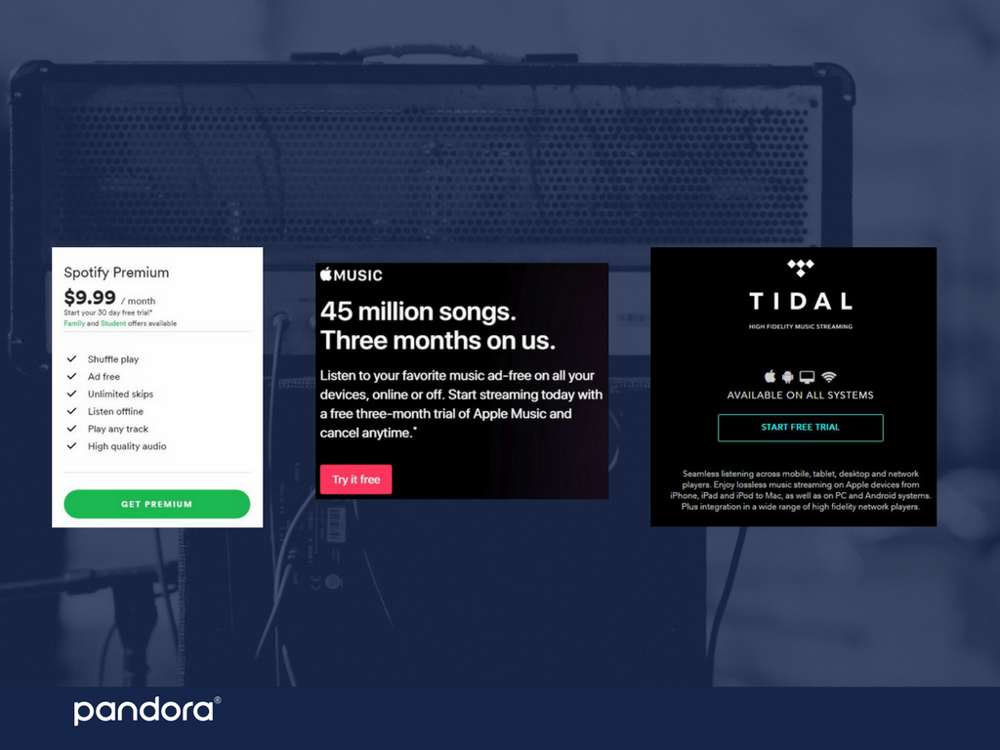 Spotify Premium
$9.99 / month
Start your 30 day free trial*
Family and Student offers available
Shuffle play
Ad free
Unlimited skips
Listen offline
Play any track
High quality audio
GET PREMIUM
MUSIC
45 million songs.
Three months on us.
Listen to your favorite music ad-free on all your
devices, online or off. Start streaming today with
a free three-month trial of Apple Music and
cancel anytime.*
Try it free
TIDAL
HIGH FIDELITY MUSIC STREAMING
AVAILABLE ON ALL SYSTEMS
START FREE TRIAL
Seamless listening across mobile, tablet, desktop and network
players. Enjoy lossless music streaming on Apple devices from
iPhone, iPad and iPod to Mac, as well as on PC and Android systems.
Plus integration in a wide range of high fidelity network players.
pandora®